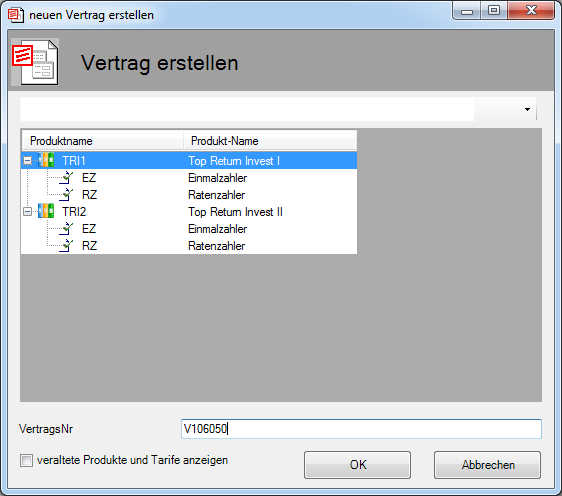 neuen Vertrag erstellen
Vertrag erstellen
Produktname Produkt-Name
TRI1 Top Return Invest I
EZ Einmalzahler
RZ Ratenzahler
TRI2 Top Return Invest II
EZ Einmalzahler
RZ Ratenzahler
VertragsNr V106050
veraltete Produkte und Tarife anzeigen OK Abbrechen